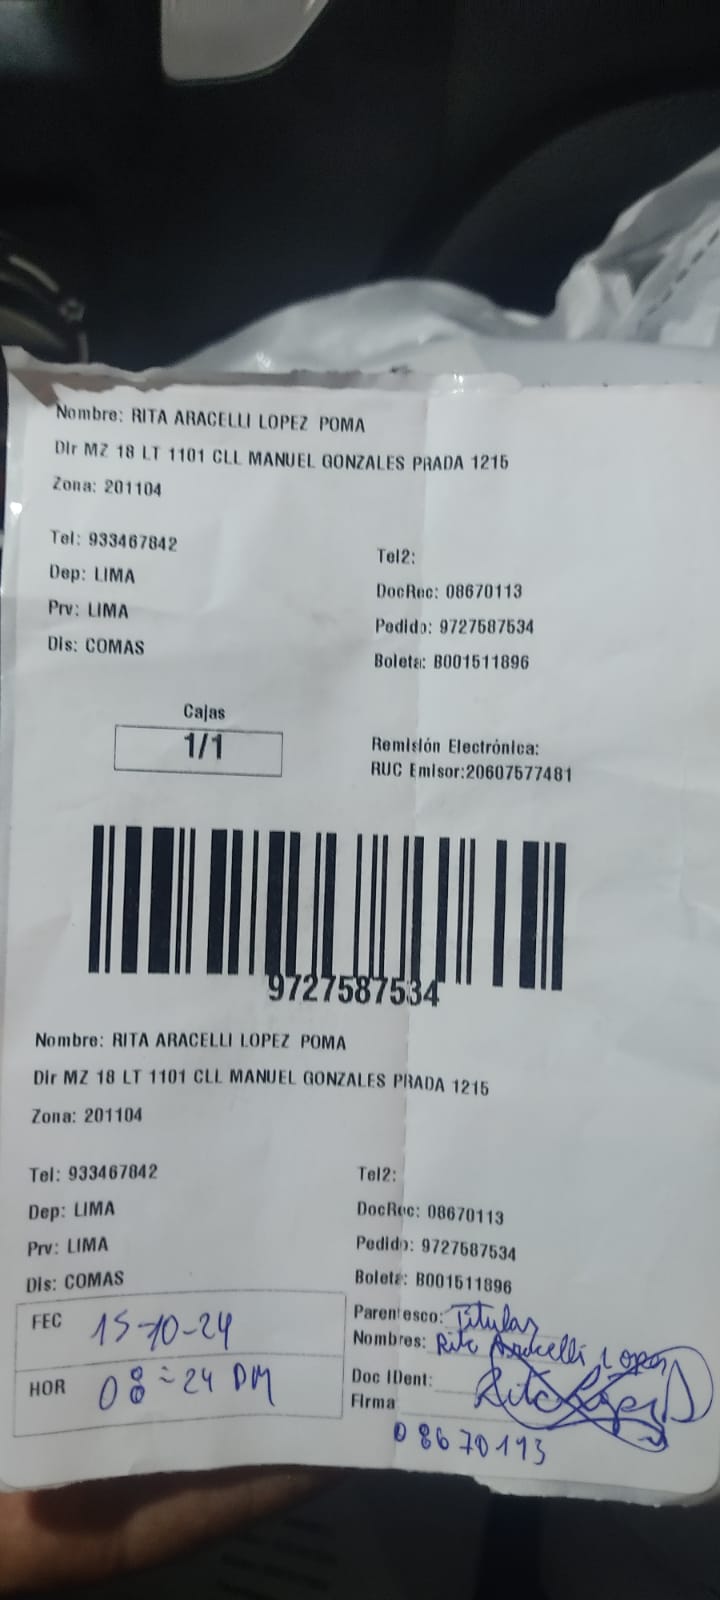 Nombre: RITA ARACELLI LOPEZ POMA
Dir MZ 18 LT 1101 CLL MANUEL GONZALES PRADA 1215
Zona: 201104
Tel: 933467842
Tel2:
Dep: LIMA
DocRec: 08670113
Prv: LIMA
Pedido: 9727587534
Dis: COMAS
Boleta: B001511896
Cajas
1/1
Remisión Electrónica:
RUC Emisor:20607577481
9727587534
Nombre: RITA ARACELLI LOPEZ POMA
Dir MZ 18 LT 1101 CLL MANUEL GONZALES PRADA 1215
Zona: 201104
Tel: 933467842
Tel2:
Dep: LIMA
DocRec: 08670113
Prv: LIMA
Pedido: 9727587534
Dis: COMAS
Boleta: B001511896
FEC 15-10-24
Parentesco: Titular
Nombres: Rita Aracelli Lopez
HOR 08:24 PM
Doc IDent:
Firma Rita Lopez
08670113